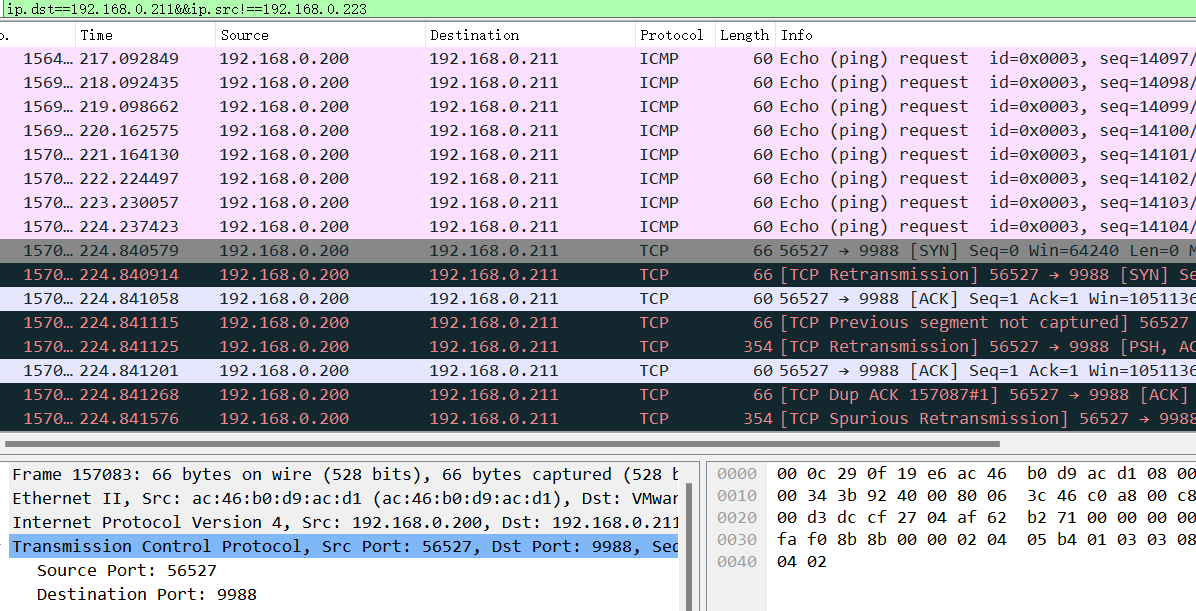 ip.dst==192.168.0.211&&ip.src!==192.168.0.223
o. Time Source Destination Protocol Length Info
1564… 217.092849 192.168.0.200 192.168.0.211 ICMP 60 Echo (ping) request id=0x0003, seq=14097/
1569… 218.092435 192.168.0.200 192.168.0.211 ICMP 60 Echo (ping) request id=0x0003, seq=14098/
1569… 219.098662 192.168.0.200 192.168.0.211 ICMP 60 Echo (ping) request id=0x0003, seq=14099/
1569… 220.162575 192.168.0.200 192.168.0.211 ICMP 60 Echo (ping) request id=0x0003, seq=14100/
1570… 221.164130 192.168.0.200 192.168.0.211 ICMP 60 Echo (ping) request id=0x0003, seq=14101/
1570… 222.224497 192.168.0.200 192.168.0.211 ICMP 60 Echo (ping) request id=0x0003, seq=14102/
1570… 223.230057 192.168.0.200 192.168.0.211 ICMP 60 Echo (ping) request id=0x0003, seq=14103/
1570… 224.237423 192.168.0.200 192.168.0.211 ICMP 60 Echo (ping) request id=0x0003, seq=14104/
1570… 224.840579 192.168.0.200 192.168.0.211 TCP 66 56527 → 9988 [SYN] Seq=0 Win=64240 Len=0 M
1570… 224.840914 192.168.0.200 192.168.0.211 TCP 66 [TCP Retransmission] 56527 → 9988 [SYN] Se
1570… 224.841058 192.168.0.200 192.168.0.211 TCP 60 56527 → 9988 [ACK] Seq=1 Ack=1 Win=1051136
1570… 224.841115 192.168.0.200 192.168.0.211 TCP 66 [TCP Previous segment not captured] 56527
1570… 224.841125 192.168.0.200 192.168.0.211 TCP 354 [TCP Retransmission] 56527 → 9988 [PSH, AC
1570… 224.841201 192.168.0.200 192.168.0.211 TCP 60 56527 → 9988 [ACK] Seq=1 Ack=1 Win=1051136
1570… 224.841268 192.168.0.200 192.168.0.211 TCP 66 [TCP Dup ACK 157087#1] 56527 → 9988 [ACK]
1570… 224.841576 192.168.0.200 192.168.0.211 TCP 354 [TCP Spurious Retransmission] 56527 → 9988
Frame 157083: 66 bytes on wire (528 bits), 66 bytes captured (528 b
Ethernet II, Src: ac:46:b0:d9:ac:d1 (ac:46:b0:d9:ac:d1), Dst: VMwar
Internet Protocol Version 4, Src: 192.168.0.200, Dst: 192.168.0.211
Transmission Control Protocol, Src Port: 56527, Dst Port: 9988, Seq
Source Port: 56527
Destination Port: 9988
0000 00 0c 29 0f 19 e6 ac 46 b0 d9 ac d1 08 00
0010 00 34 3b 92 40 00 80 06 3c 46 c0 a8 00 c8
0020 00 d3 dc cf 27 04 af 62 b2 71 00 00 00 00
0030 fa f0 8b 8b 00 00 02 04 05 b4 01 03 03 08
0040 04 02